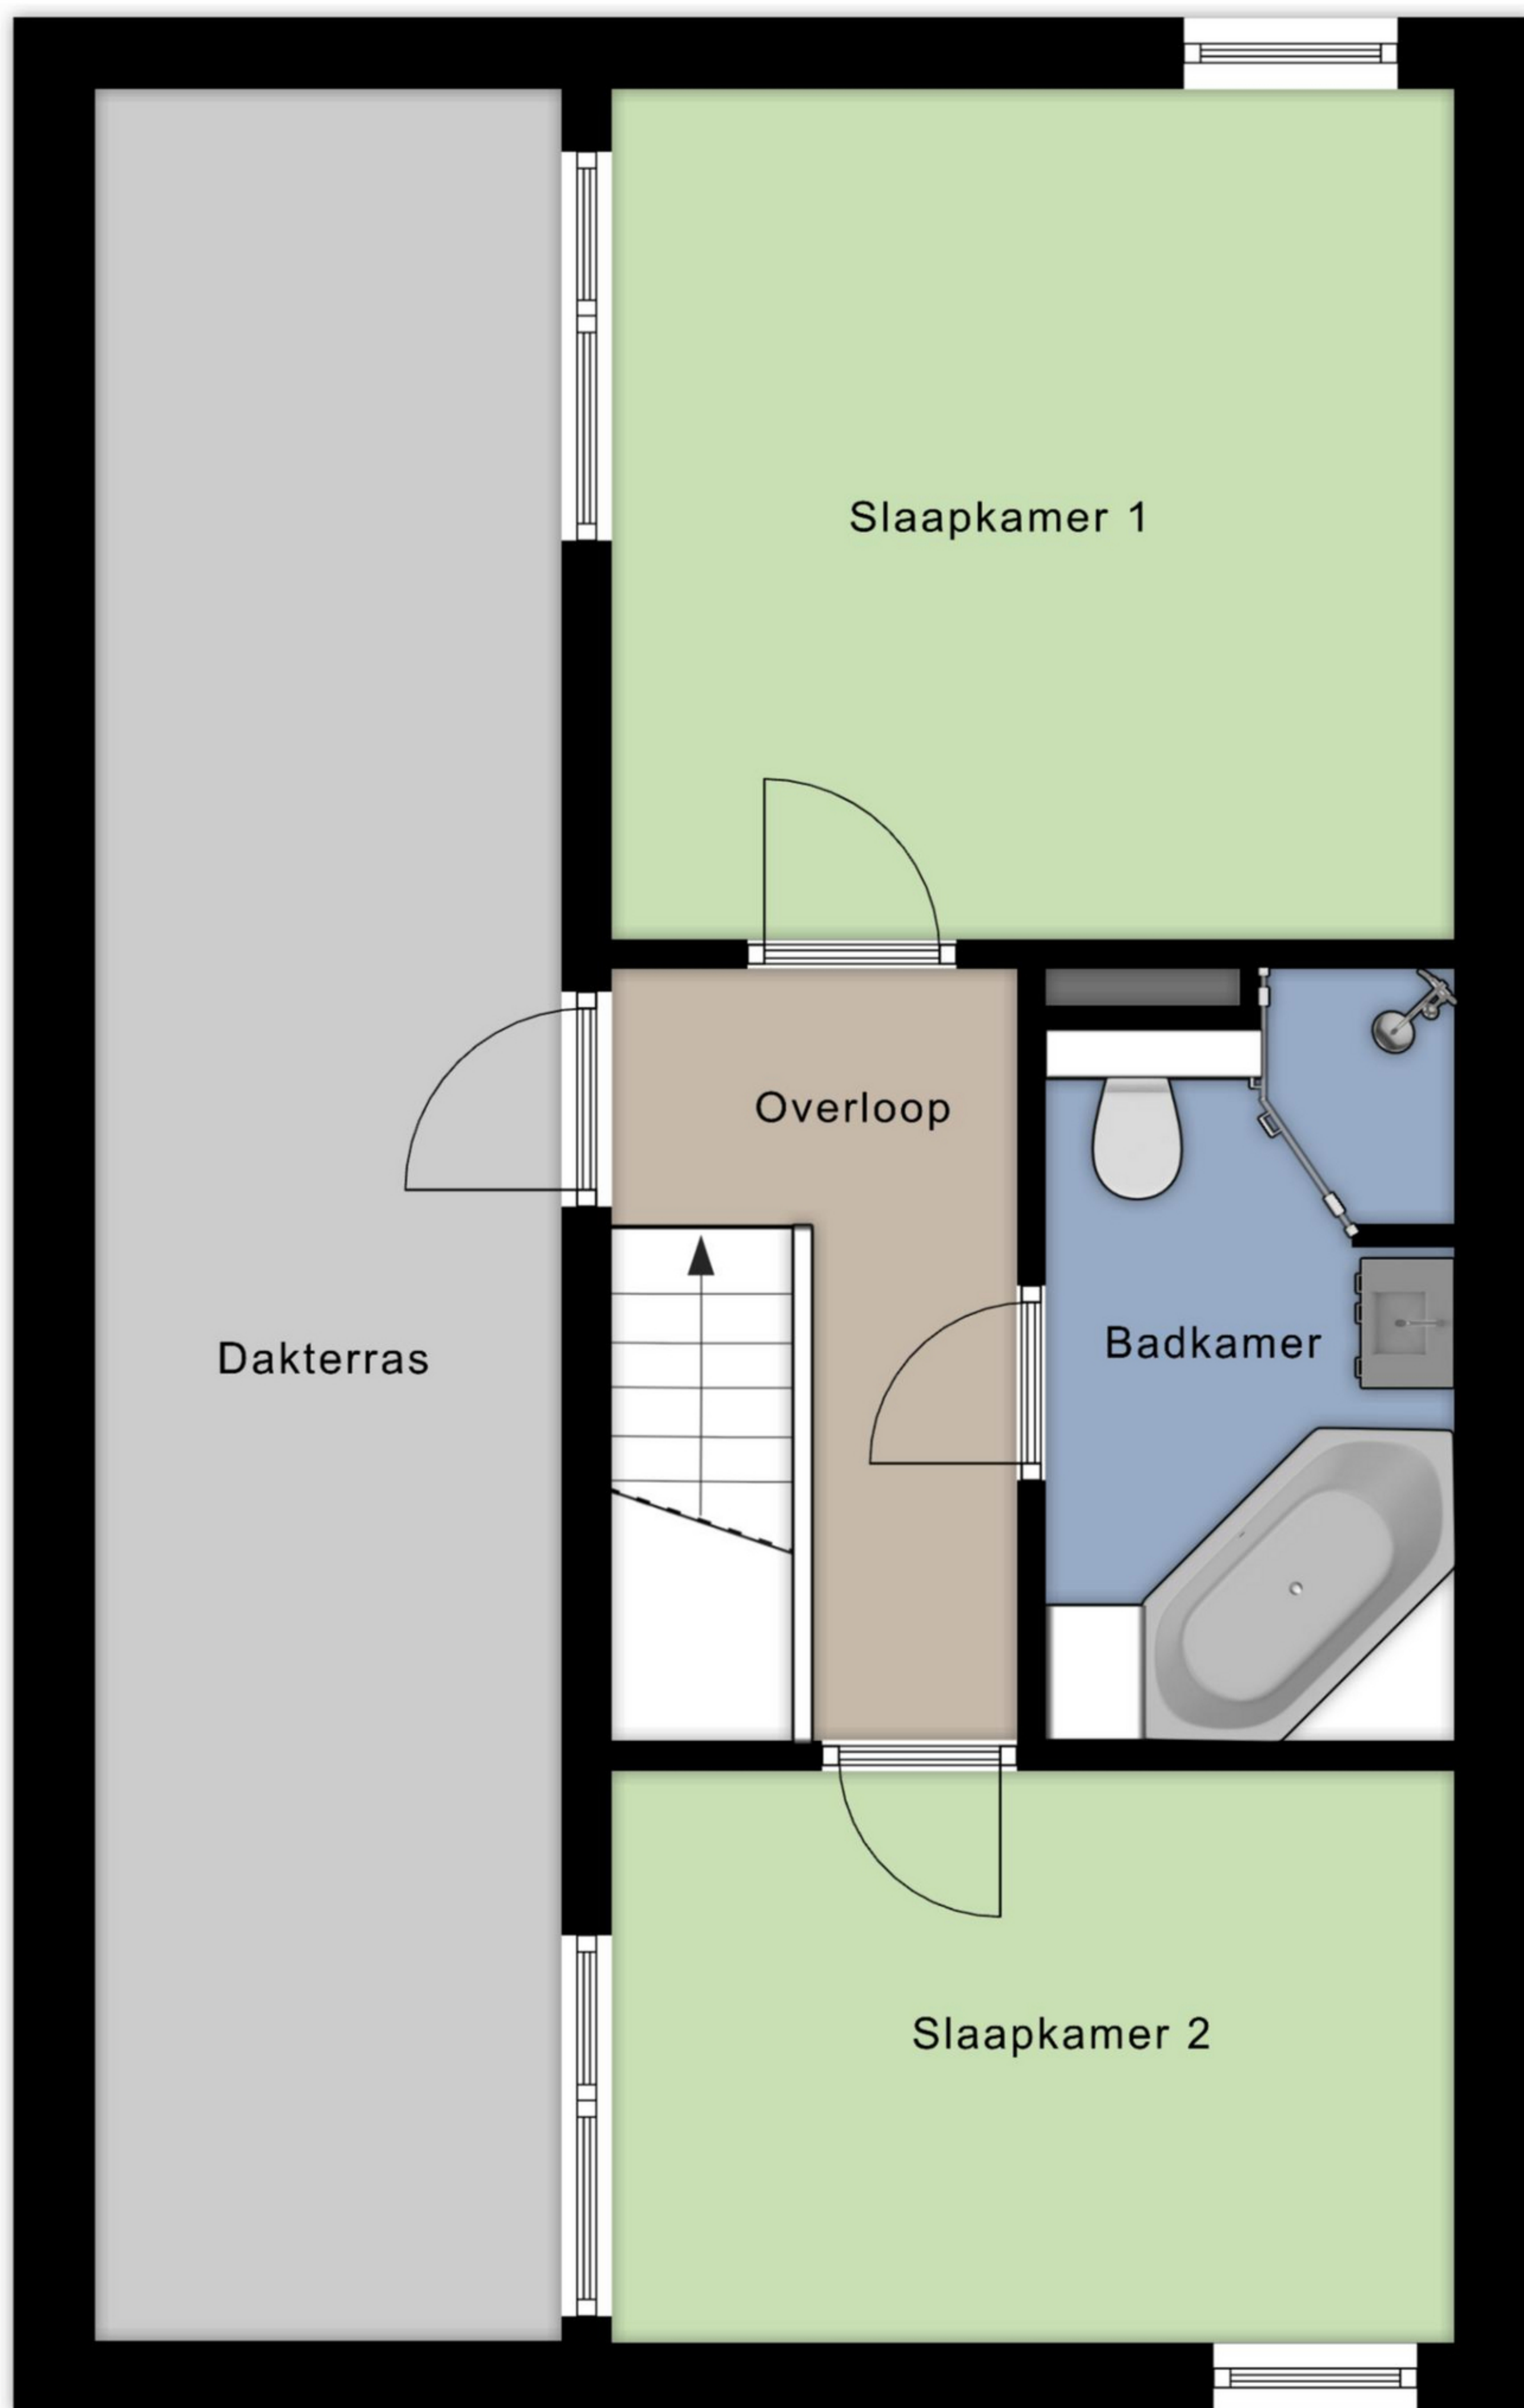 Slaapkamer 1
Overloop
Badkamer
Dakterras
Slaapkamer 2